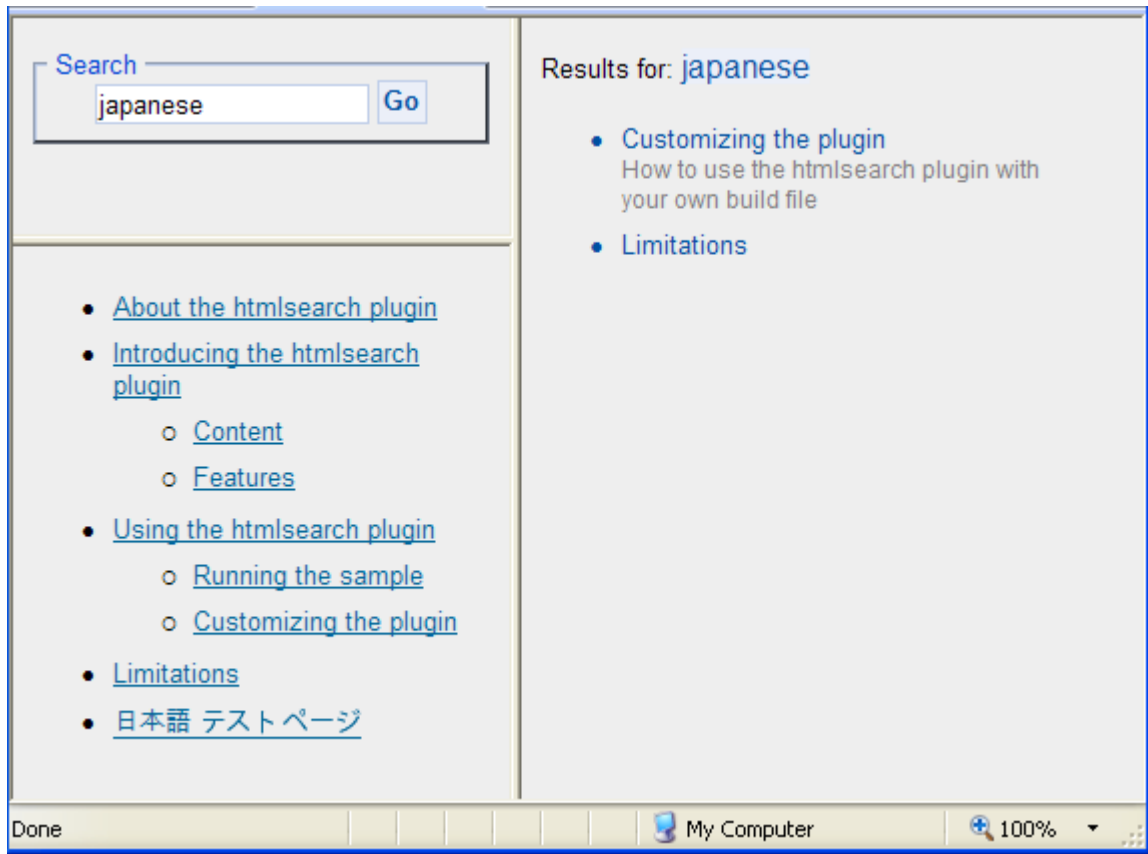 Search
japanese Go
About the htmlsearch plugin
Introducing the htmlsearch
plugin
Content
Features
Using the htmlsearch plugin
Running the sample
Customizing the plugin
Limitations
日本語 テストページ
Results for: japanese
Customizing the plugin
How to use the htmlsearch plugin with
your own build file
Limitations
Done My Computer 100%